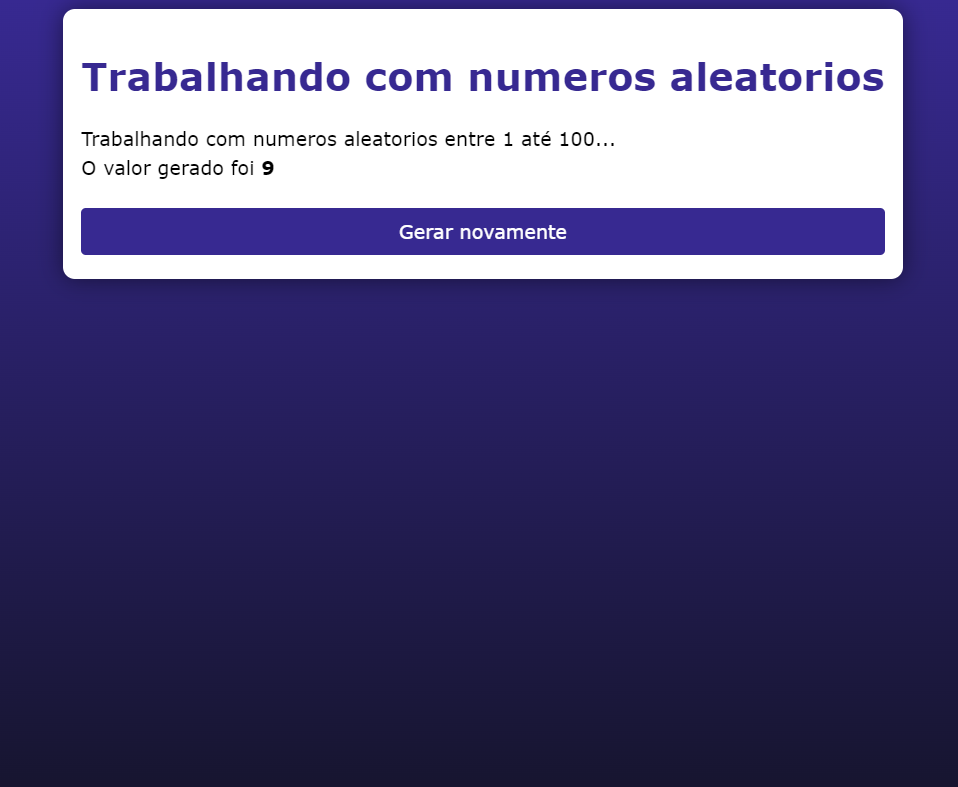 Trabalhando com numeros aleatorios
Trabalhando com numeros aleatorios entre 1 até 100...
O valor gerado foi 9
Gerar novamente